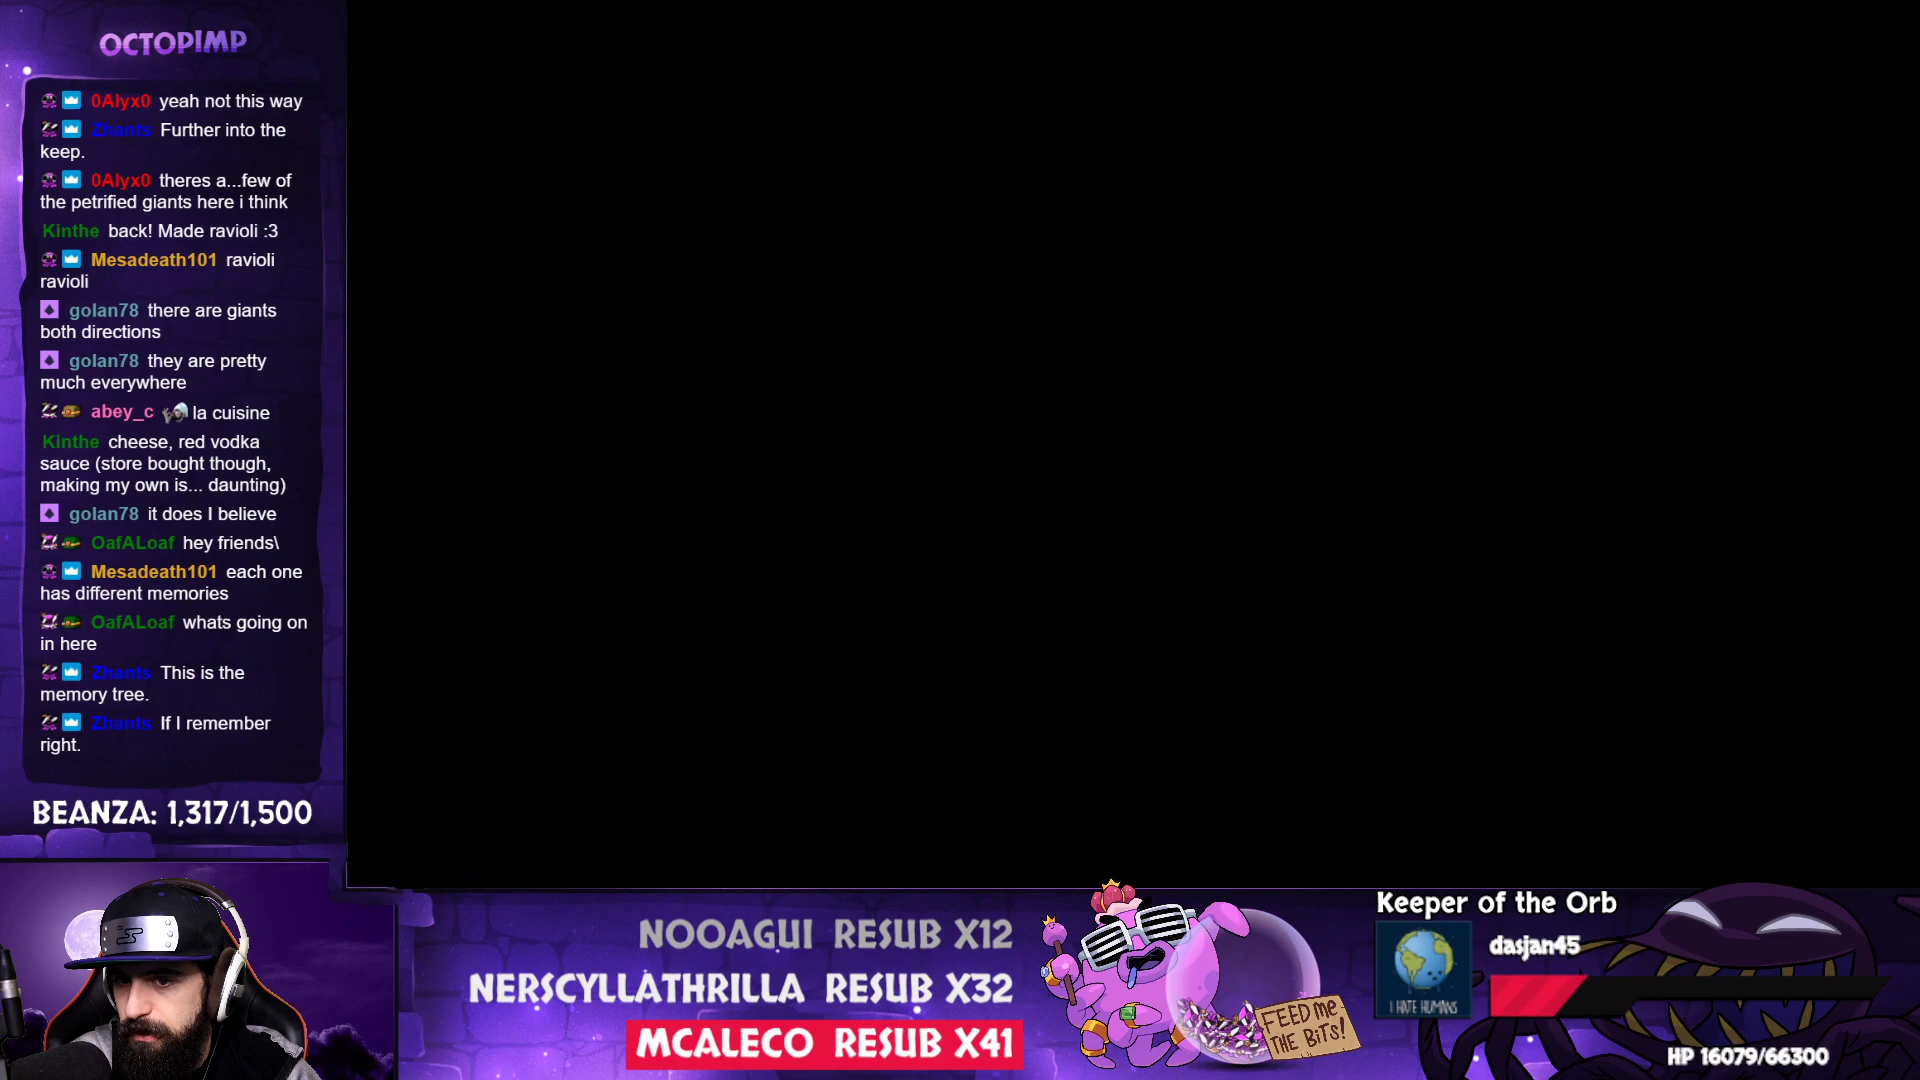 OCTOPIMP
0Alyx0 yeah not this way
Zhants Further into the
keep.
0Alyx0 theres a...few of
the petrified giants here i think
Kinthe back! Made ravioli :3
Mesadeath101 ravioli
ravioli
golan78 there are giants
both directions
golan78 they are pretty
much everywhere
abey_c la cuisine
Kinthe cheese, red vodka
sauce (store bought though,
making my own is... daunting)
golan78 it does I believe
OafALoaf hey friends\
Mesadeath101 each one
has different memories
OafALoaf whats going on
in here
Zhants This is the
memory tree.
Zhants If I remember
right.
BEANZA: 1,317/1,500
NOOAGUI RESUB X12
NERSCYLLATHRILLA RESUB X32
MCALECO RESUB X41
FEED ME
THE BITS!
Keeper of the Orb
dasjan45
I HATE HUMANS
HP 16079/66300